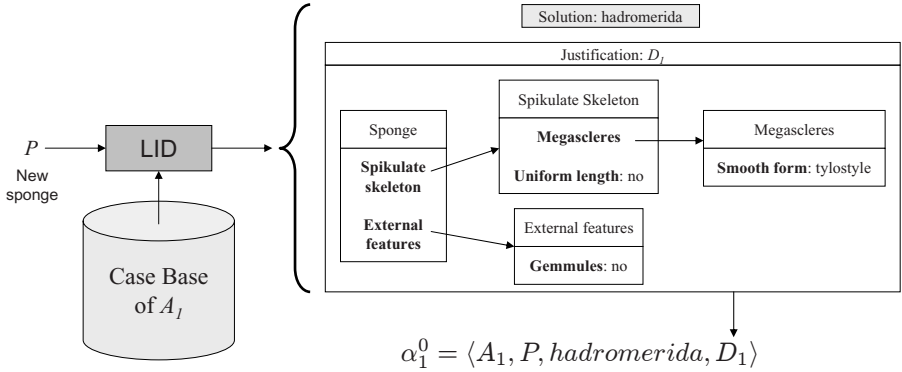 Solution: hadromerida
Justification: D1
P
New
sponge
LID
Case Base
of A1
Sponge
Spikulate
skeleton
External
features
Spikulate Skeleton
Megascleres
Uniform length: no
External features
Gemmules: no
Megascleres
Smooth form: tylostyle
α₁⁰ = ⟨A₁, P, hadromerida, D₁⟩